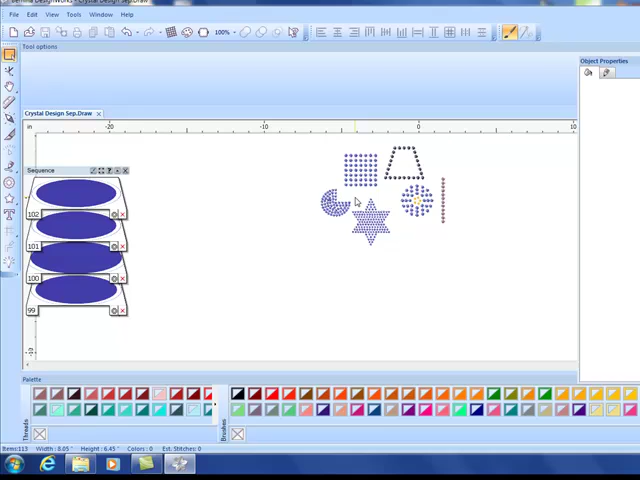 Bernina DesignWorks - Crystal Design Sep.Draw
File Edit View Tools Window Help
100%
Tool options
Object Properties
Crystal Design Sep.Draw
in -20 -10 0 10
Sequence
102
101
100
99
-10
Palette
Threads
Brushes
Items:113 Width : 8.05" Height : 6.45" Colors : 0 Est. Stitches : 0